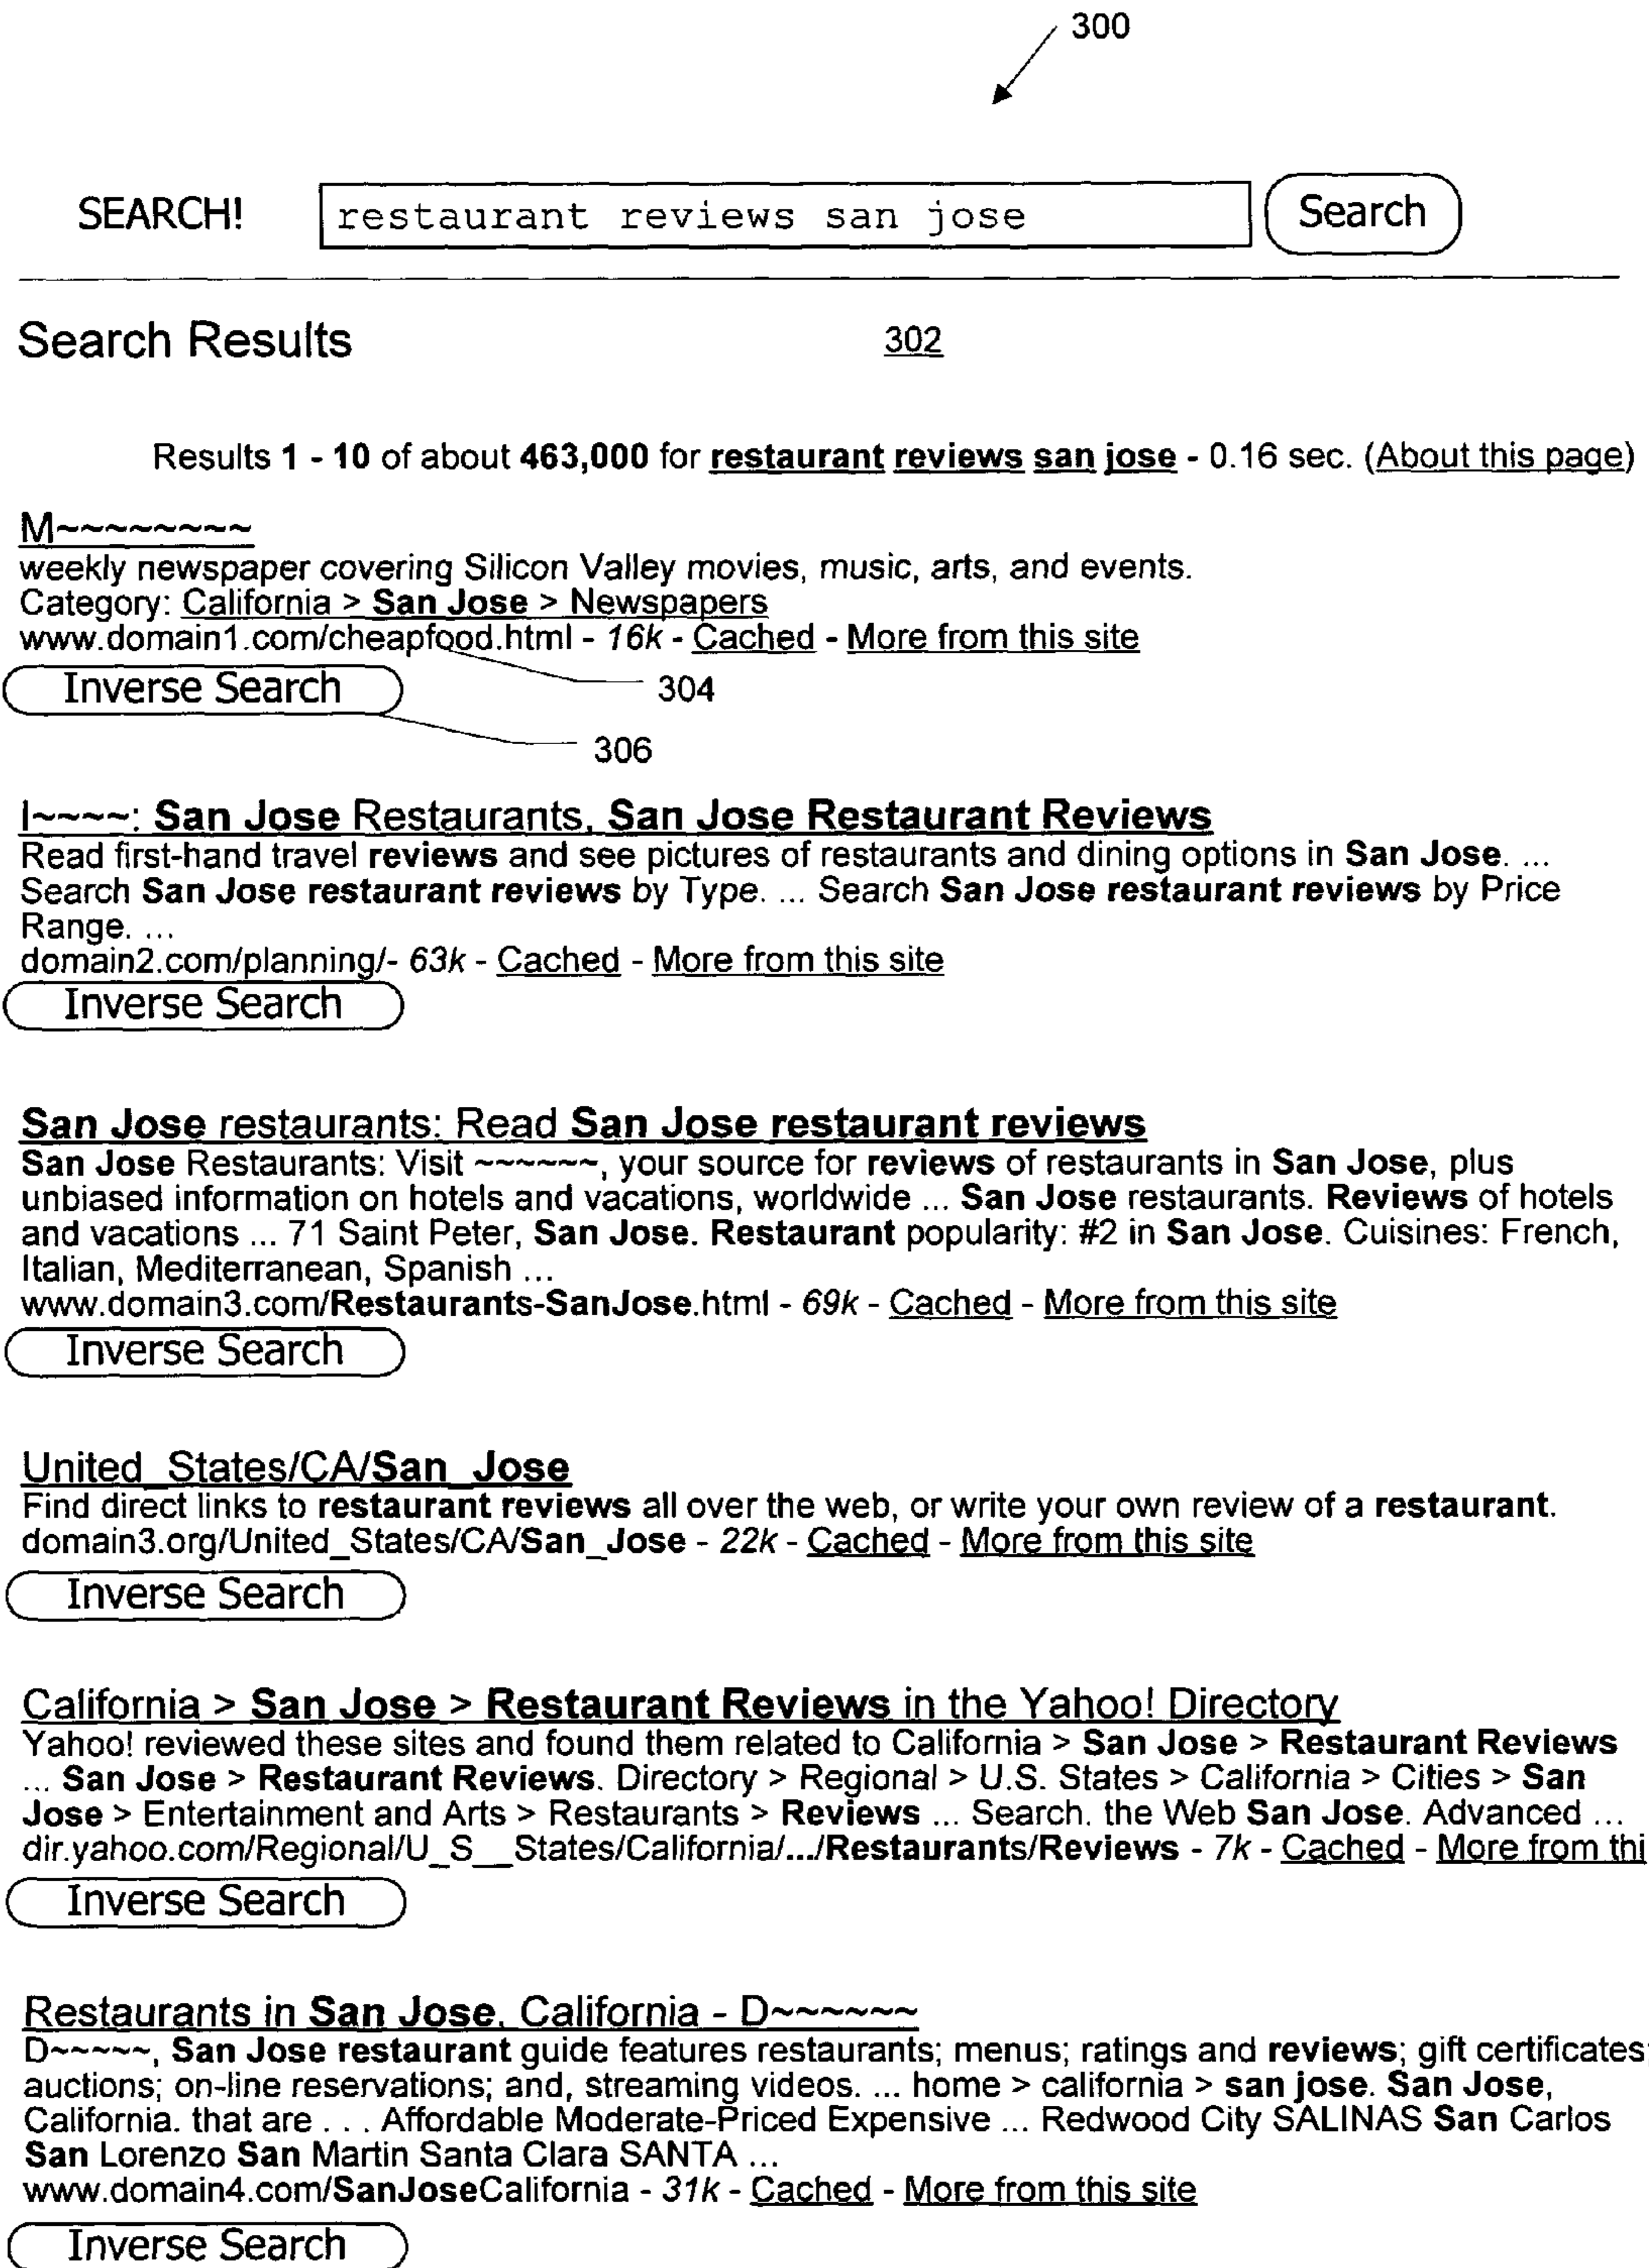 300
SEARCH! restaurant reviews san jose Search
Search Results 302
Results 1 - 10 of about 463,000 for restaurant reviews san jose - 0.16 sec. (About this page)
M~~~~~~~~
weekly newspaper covering Silicon Valley movies, music, arts, and events.
Category: California > San Jose > Newspapers
www.domain1.com/cheapfood.html - 16k - Cached - More from this site
Inverse Search 304
306
I~~~~: San Jose Restaurants, San Jose Restaurant Reviews
Read first-hand travel reviews and see pictures of restaurants and dining options in San Jose. ...
Search San Jose restaurant reviews by Type. ... Search San Jose restaurant reviews by Price
Range. ...
domain2.com/planning/- 63k - Cached - More from this site
Inverse Search
San Jose restaurants: Read San Jose restaurant reviews
San Jose Restaurants: Visit ~~~~~~, your source for reviews of restaurants in San Jose, plus
unbiased information on hotels and vacations, worldwide ... San Jose restaurants. Reviews of hotels
and vacations ... 71 Saint Peter, San Jose. Restaurant popularity: #2 in San Jose. Cuisines: French,
Italian, Mediterranean, Spanish ...
www.domain3.com/Restaurants-SanJose.html - 69k - Cached - More from this site
Inverse Search
United_States/CA/San_Jose
Find direct links to restaurant reviews all over the web, or write your own review of a restaurant.
domain3.org/United_States/CA/San_Jose - 22k - Cached - More from this site
Inverse Search
California > San Jose > Restaurant Reviews in the Yahoo! Directory
Yahoo! reviewed these sites and found them related to California > San Jose > Restaurant Reviews
... San Jose > Restaurant Reviews. Directory > Regional > U.S. States > California > Cities > San
Jose > Entertainment and Arts > Restaurants > Reviews ... Search. the Web San Jose. Advanced ...
dir.yahoo.com/Regional/U_S__States/California/.../Restaurants/Reviews - 7k - Cached - More from thi
Inverse Search
Restaurants in San Jose, California - D~~~~~~
D~~~~~, San Jose restaurant guide features restaurants; menus; ratings and reviews; gift certificates;
auctions; on-line reservations; and, streaming videos. ... home > california > san jose. San Jose,
California. that are . . . Affordable Moderate-Priced Expensive ... Redwood City SALINAS San Carlos
San Lorenzo San Martin Santa Clara SANTA ...
www.domain4.com/SanJoseCalifornia - 31k - Cached - More from this site
Inverse Search